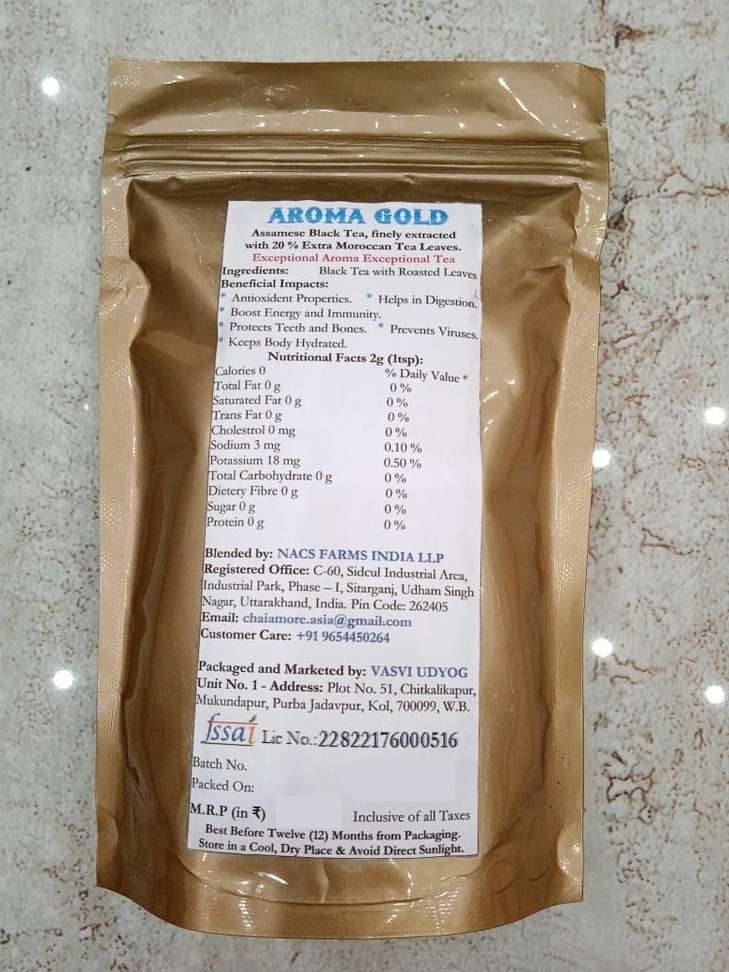 AROMA GOLD
Assamese Black Tea, finely extracted
with 20 % Extra Moroccan Tea Leaves.
Exceptional Aroma Exceptional Tea
Ingredients: Black Tea with Roasted Leaves
Beneficial Impacts:
* Antioxident Properties. * Helps in Digestion.
* Boost Energy and Immunity.
* Protects Teeth and Bones. * Prevents Viruses.
* Keeps Body Hydrated.
Nutritional Facts 2g (1tsp):
Calories 0 % Daily Value *
Total Fat 0 g 0 %
Saturated Fat 0 g 0 %
Trans Fat 0 g 0 %
Cholestrol 0 mg 0 %
Sodium 3 mg 0.10 %
Potassium 18 mg 0.50 %
Total Carbohydrate 0 g 0 %
Dietery Fibre 0 g 0 %
Sugar 0 g 0 %
Protein 0 g 0 %
Blended by: NACS FARMS INDIA LLP
Registered Office: C-60, Sidcul Industrial Area,
Industrial Park, Phase – I, Sitarganj, Udham Singh
Nagar, Uttarakhand, India. Pin Code: 262405
Email: chaiamore.asia@gmail.com
Customer Care: +91 9654450264
Packaged and Marketed by: VASVI UDYOG
Unit No. 1 - Address: Plot No. 51, Chitkalikapur,
Mukundapur, Purba Jadavpur, Kol, 700099, W.B.
fssai Lic No.:22822176000516
Batch No.
Packed On:
M.R.P (in ₹) Inclusive of all Taxes
Best Before Twelve (12) Months from Packaging.
Store in a Cool, Dry Place & Avoid Direct Sunlight.